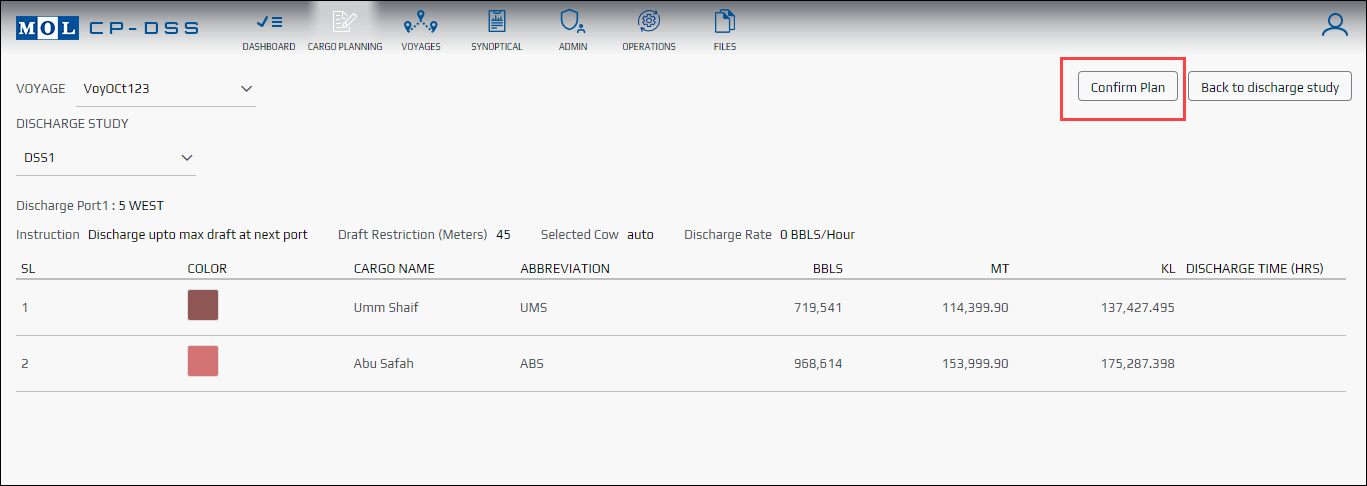 MOL CP-DSS
DASHBOARD CARGO PLANNING VOYAGES SYNOPTICAL ADMIN OPERATIONS FILES
VOYAGE VoyOCt123 Confirm Plan Back to discharge study
DISCHARGE STUDY
DSS1
Discharge Port1 : 5 WEST
Instruction Discharge upto max draft at next port Draft Restriction (Meters) 45 Selected Cow auto Discharge Rate 0 BBLS/Hour
SL COLOR CARGO NAME ABBREVIATION BBLS MT KL DISCHARGE TIME (HRS)
1 Umm Shaif UMS 719,541 114,399.90 137,427.495
2 Abu Safah ABS 968,614 153,999.90 175,287.398